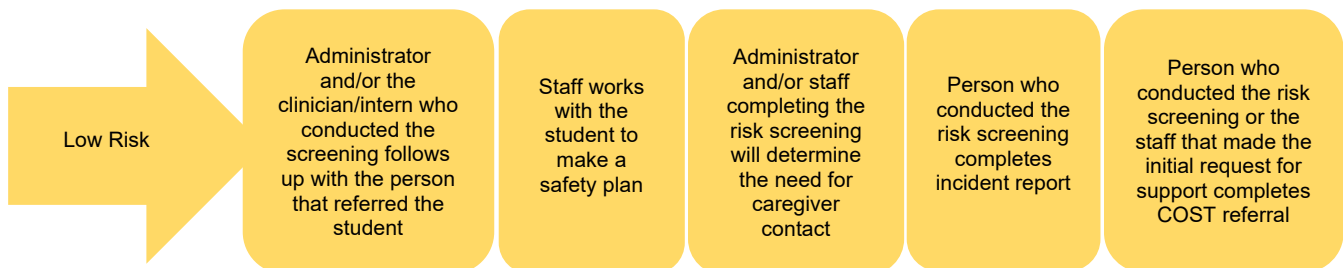 Low Risk
Administrator
and/or the
clinician/intern who
conducted the
screening follows
up with the person
that referred the
student
Staff works
with the
student to
make a
safety plan
Administrator
and/or staff
completing the
risk screening
will determine
the need for
caregiver
contact
Person who
conducted the
risk screening
completes
incident report
Person who
conducted the risk
screening or the
staff that made the
initial request for
support completes
COST referral